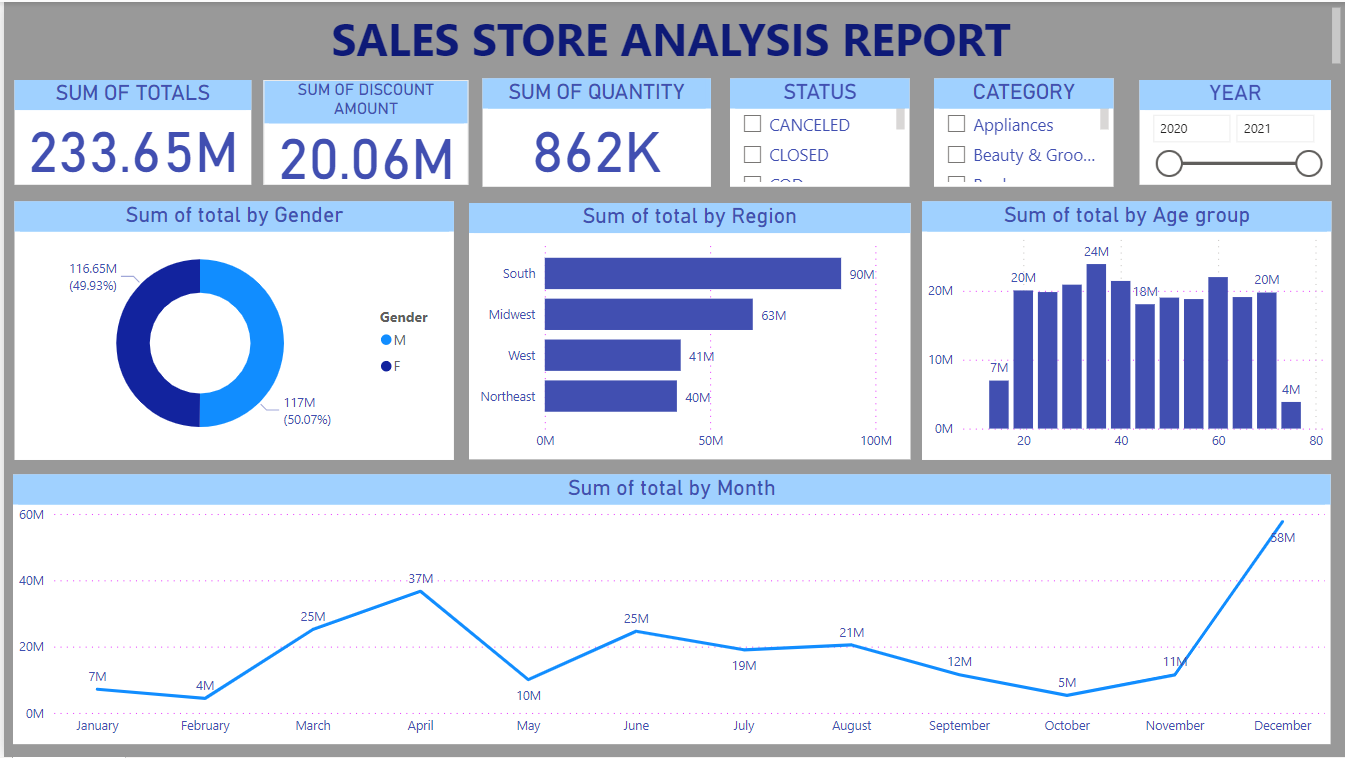 SALES STORE ANALYSIS REPORT
SUM OF TOTALS
233.65M
SUM OF DISCOUNT
AMOUNT
20.06M
SUM OF QUANTITY
862K
STATUS
CANCELED
CLOSED
CATEGORY
Appliances
Beauty & Groo...
YEAR
2020 2021
Sum of total by Gender
116.65M
(49.93%)
Gender
M
F
117M
(50.07%)
Sum of total by Region
South 90M
Midwest 63M
West 41M
Northeast 40M
0M 50M 100M
Sum of total by Age group
24M
20M 20M
20M 18M
10M
7M
4M
0M
20 40 60 80
Sum of total by Month
60M
58M
40M
37M
25M 25M
21M
20M
19M
12M 11M
7M
4M 5M
10M
0M
January February March April May June July August September October November December